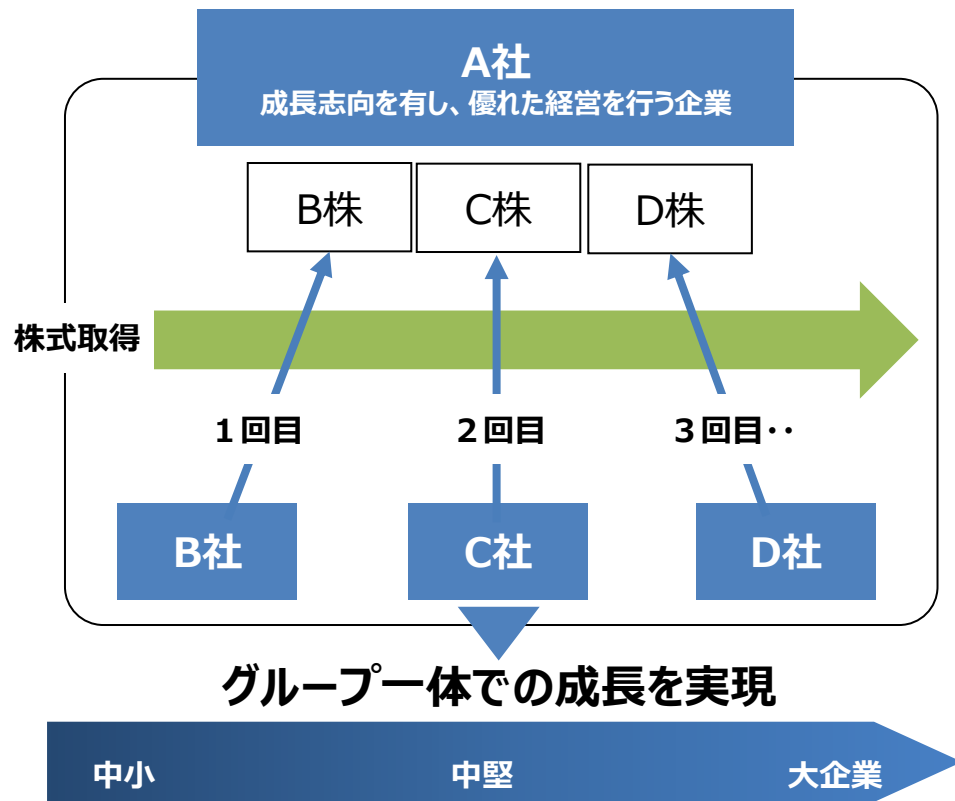 A社
成長志向を有し、優れた経営を行う企業
B株
C株
D株
株式取得
１回目
２回目
３回目‥
B社
C社
D社
グループ一体での成長を実現
中小
中堅
大企業